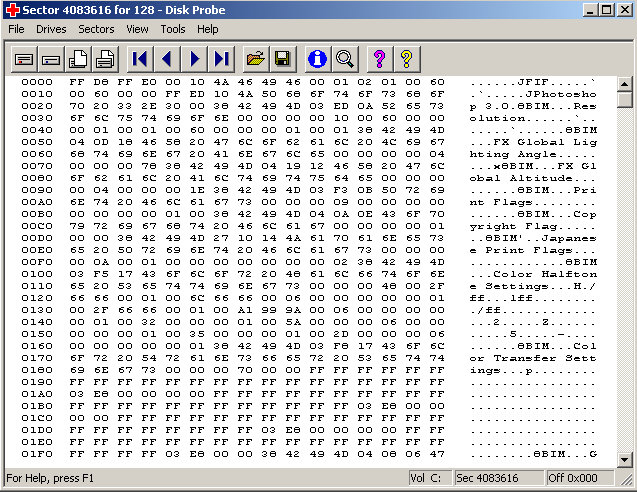 Sector 4083616 for 128 - Disk Probe
File Drives Sectors View Tools Help
0000 FF D8 FF E0 00 10 4A 46 49 46 00 01 02 01 00 60 ......JFIF.....`
0010 00 60 00 00 FF ED 10 4A 50 68 6F 74 6F 73 68 6F .`.....JPhotosho
0020 70 20 33 2E 30 00 38 42 49 4D 03 ED 0A 52 65 73 p 3.0.8BIM...Res
0030 6F 6C 75 74 69 6F 6E 00 00 00 00 10 00 60 00 00 olution......`..
0040 00 01 00 01 00 60 00 00 00 01 00 01 38 42 49 4D .....`......8BIM
0050 04 0D 18 46 58 20 47 6C 6F 62 61 6C 20 4C 69 67 ...FX Global Lig
0060 68 74 69 6E 67 20 41 6E 67 6C 65 00 00 00 00 04 hting Angle.....
0070 00 00 00 78 38 42 49 4D 04 19 12 46 58 20 47 6C ...x8BIM...FX Gl
0080 6F 62 61 6C 20 41 6C 74 69 74 75 64 65 00 00 00 obal Altitude...
0090 00 04 00 00 00 1E 38 42 49 4D 03 F3 0B 50 72 69 ......8BIM...Pri
00A0 6E 74 20 46 6C 61 67 73 00 00 00 09 00 00 00 00 nt Flags........
00B0 00 00 00 00 01 00 38 42 49 4D 04 0A 0E 43 6F 70 ......8BIM...Cop
00C0 79 72 69 67 68 74 20 46 6C 61 67 00 00 00 00 01 yright Flag.....
00D0 00 00 38 42 49 4D 27 10 14 4A 61 70 61 6E 65 73 ..8BIM'..Japanes
00E0 65 20 50 72 69 6E 74 20 46 6C 61 67 73 00 00 00 e Print Flags...
00F0 00 0A 00 01 00 00 00 00 00 00 00 02 38 42 49 4D ............8BIM
0100 03 F5 17 43 6F 6C 6F 72 20 48 61 6C 66 74 6F 6E ...Color Halfton
0110 65 20 53 65 74 74 69 6E 67 73 00 00 00 48 00 2F e Settings...H./
0120 66 66 00 01 00 6C 66 66 00 06 00 00 00 00 00 01 ff...lff........
0130 00 2F 66 66 00 01 00 A1 99 9A 00 06 00 00 00 00 ./ff............
0140 00 01 00 32 00 00 00 01 00 5A 00 00 00 06 00 00 ...2.....Z......
0150 00 00 00 01 00 35 00 00 00 01 00 2D 00 00 00 06 .....5.....-....
0160 00 00 00 00 00 01 38 42 49 4D 03 F8 17 43 6F 6C ......8BIM...Col
0170 6F 72 20 54 72 61 6E 73 66 65 72 20 53 65 74 74 or Transfer Sett
0180 69 6E 67 73 00 00 00 70 00 00 FF FF FF FF FF FF ings...p........
0190 FF FF FF FF FF FF FF FF FF FF FF FF FF FF FF FF ................
01A0 03 E8 00 00 00 00 FF FF FF FF FF FF FF FF FF FF ................
01B0 FF FF FF FF FF FF FF FF FF FF FF FF 03 E8 00 00 ................
01C0 00 00 FF FF FF FF FF FF FF FF FF FF FF FF FF FF ................
01D0 FF FF FF FF FF FF FF FF 03 E8 00 00 00 00 FF FF ................
01E0 FF FF FF FF FF FF FF FF FF FF FF FF FF FF FF FF ................
01F0 FF FF FF FF 03 E8 00 00 38 42 49 4D 04 08 06 47 ........8BIM...G
For Help, press F1 Vol C: Sec 4083616 Off 0x000